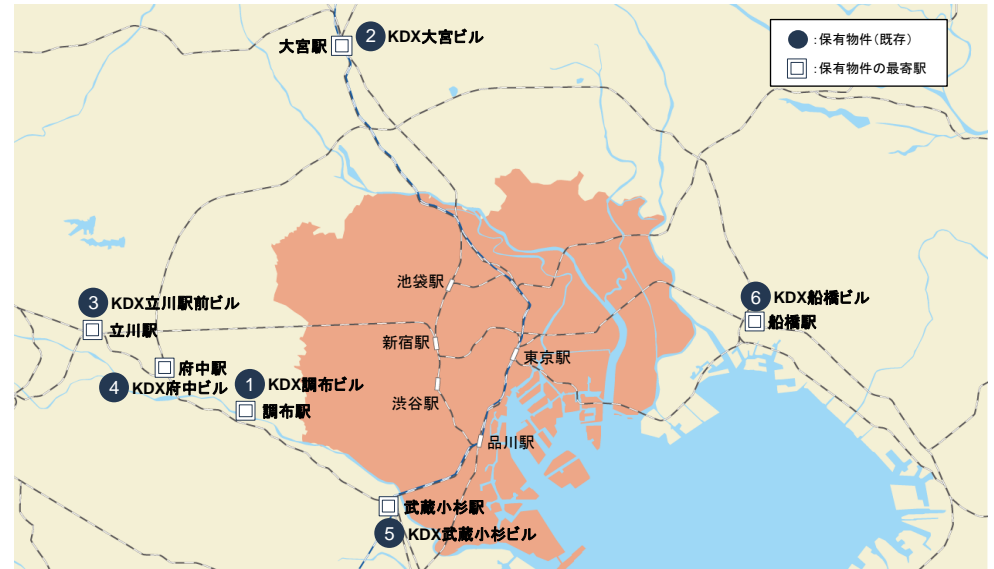 2 KDX大宮ビル
大宮駅
:保有物件(既存)
:保有物件の最寄駅
池袋駅
3 KDX立川駅前ビル
立川駅
6 KDX船橋ビル
船橋駅
新宿駅
東京駅
府中駅
4 KDX府中ビル
1 KDX調布ビル
調布駅
渋谷駅
品川駅
武蔵小杉駅
5 KDX武蔵小杉ビル